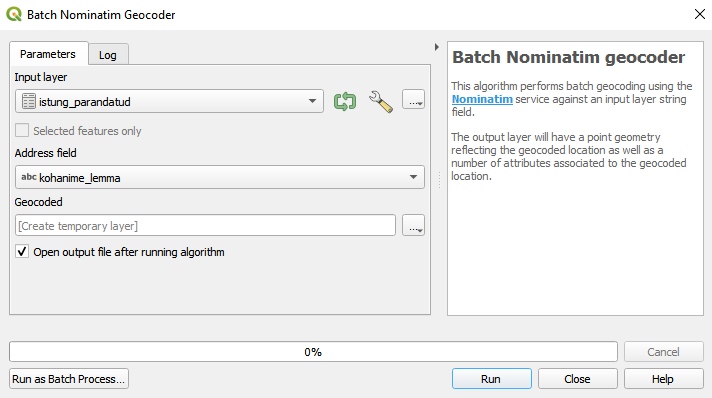 Batch Nominatim Geocoder
Parameters
Log
Input layer
istung_parandatud
...
Selected features only
Address field
abc kohanime_lemma
Geocoded
[Create temporary layer]
...
Open output file after running algorithm
Batch Nominatim geocoder
This algorithm performs batch geocoding using the
Nominatim service against an input layer string
field.
The output layer will have a point geometry
reflecting the geocoded location as well as a
number of attributes associated to the geocoded
location.
0%
Cancel
Run as Batch Process...
Run
Close
Help